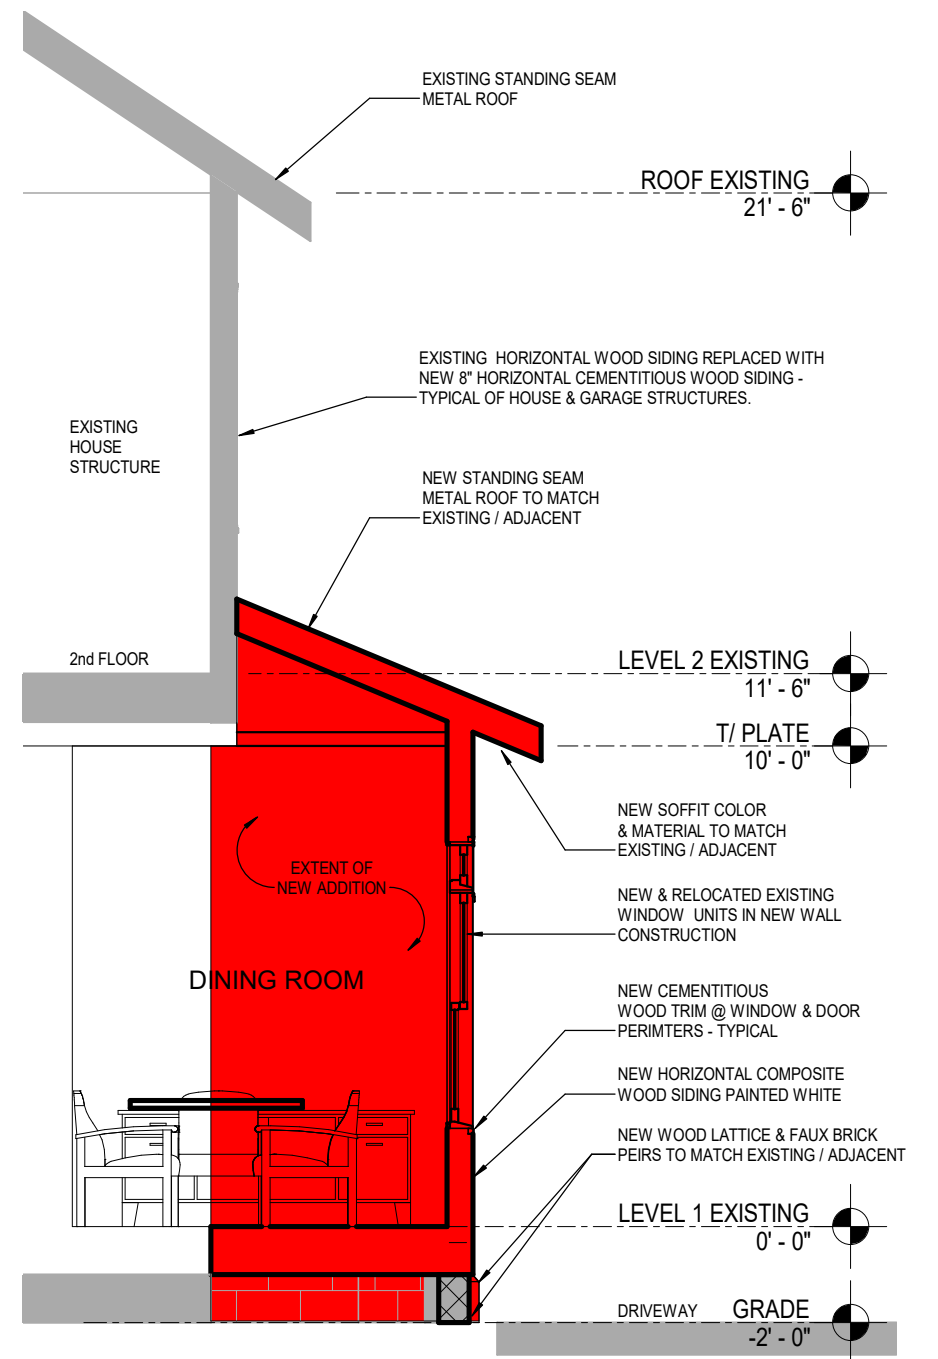 EXISTING STANDING SEAM
METAL ROOF
ROOF EXISTING
21' - 6"
EXISTING HORIZONTAL WOOD SIDING REPLACED WITH
NEW 8" HORIZONTAL CEMENTITIOUS WOOD SIDING -
TYPICAL OF HOUSE & GARAGE STRUCTURES.
EXISTING
HOUSE
STRUCTURE
NEW STANDING SEAM
METAL ROOF TO MATCH
EXISTING / ADJACENT
2nd FLOOR
LEVEL 2 EXISTING
11' - 6"
T/ PLATE
10' - 0"
NEW SOFFIT COLOR
& MATERIAL TO MATCH
EXISTING / ADJACENT
EXTENT OF
NEW ADDITION
NEW & RELOCATED EXISTING
WINDOW UNITS IN NEW WALL
CONSTRUCTION
DINING ROOM
NEW CEMENTITIOUS
WOOD TRIM @ WINDOW & DOOR
PERIMTERS - TYPICAL
NEW HORIZONTAL COMPOSITE
WOOD SIDING PAINTED WHITE
NEW WOOD LATTICE & FAUX BRICK
PEIRS TO MATCH EXISTING / ADJACENT
LEVEL 1 EXISTING
0' - 0"
DRIVEWAY
GRADE
-2' - 0"